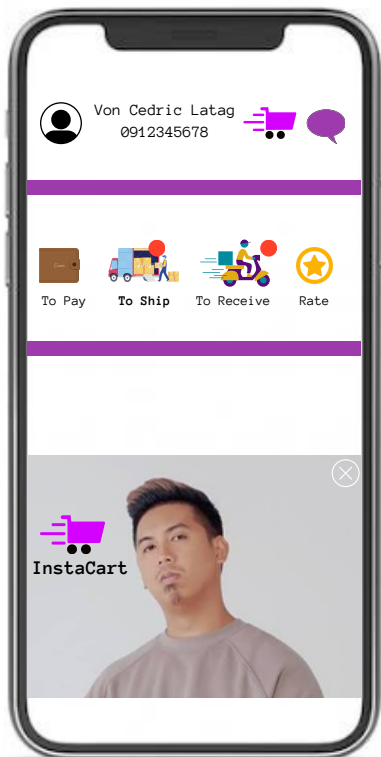 Von Cedric Latag
0912345678
To Pay
To Ship
To Receive
Rate
InstaCart